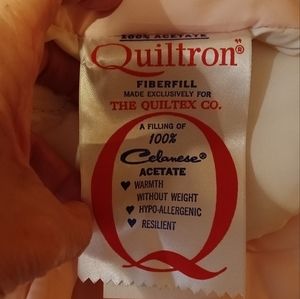 100% ACETATE
Quiltron®
FIBERFILL
MADE EXCLUSIVELY FOR
THE QUILTEX CO.
A FILLING OF
100%
Celanese®
ACETATE
♥ WARMTH
WITHOUT WEIGHT
♥ HYPO-ALLERGENIC
♥ RESILIENT
Q